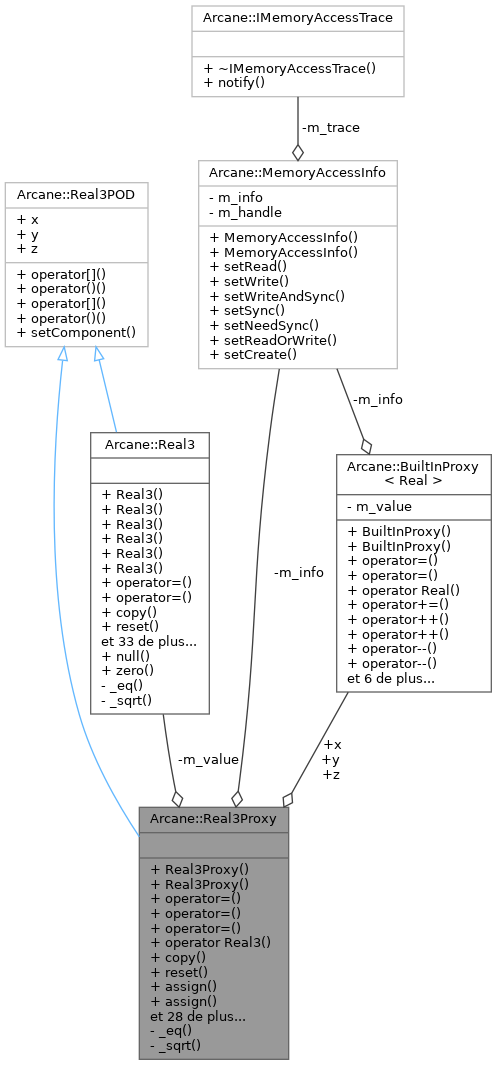 Arcane::IMemoryAccessTrace
+ ~IMemoryAccessTrace()
+ notify()
-m_trace
Arcane::MemoryAccessInfo
- m_info
- m_handle
+ MemoryAccessInfo()
+ MemoryAccessInfo()
+ setRead()
+ setWrite()
+ setWriteAndSync()
+ setSync()
+ setNeedSync()
+ setReadOrWrite()
+ setCreate()
Arcane::Real3POD
+ x
+ y
+ z
+ operator[]()
+ operator()()
+ operator[]()
+ operator()()
+ setComponent()
-m_info
Arcane::Real3
+ Real3()
+ Real3()
+ Real3()
+ Real3()
+ Real3()
+ Real3()
+ operator=()
+ operator=()
+ copy()
+ reset()
et 33 de plus...
+ null()
+ zero()
- _eq()
- _sqrt()
-m_info
Arcane::BuiltInProxy
< Real >
- m_value
+ BuiltInProxy()
+ BuiltInProxy()
+ operator=()
+ operator=()
+ operator Real()
+ operator+=()
+ operator++()
+ operator++()
+ operator--()
+ operator--()
et 6 de plus...
-m_value
+x
+y
+z
Arcane::Real3Proxy
+ Real3Proxy()
+ Real3Proxy()
+ operator=()
+ operator=()
+ operator=()
+ operator Real3()
+ copy()
+ reset()
+ assign()
+ assign()
et 28 de plus...
- _eq()
- _sqrt()